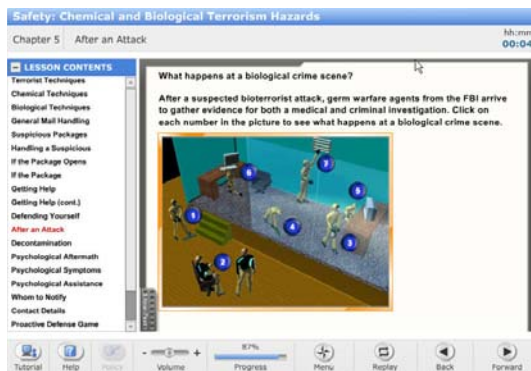 Safety: Chemical and Biological Terrorism Hazards
Chapter 5 After an Attack
hh:mm
00:04
LESSON CONTENTS
Terrorist Techniques
Chemical Techniques
Biological Techniques
General Mail Handling
Suspicious Packages
Handling a Suspicious
If the Package Opens
If the Package
Getting Help
Getting Help (cont.)
Defending Yourself
After an Attack
Decontamination
Psychological Aftermath
Psychological Symptoms
Psychological Assistance
Whom to Notify
Contact Details
Proactive Defense Game
What happens at a biological crime scene?
After a suspected bioterrorist attack, germ warfare agents from the FBI arrive
to gather evidence for both a medical and criminal investigation. Click on
each number in the picture to see what happens at a biological crime scene.
6
7
5
1
4
3
2
Tutorial
Help
Policy
- +
Volume
87%
Progress
Menu
Replay
Back
Forward